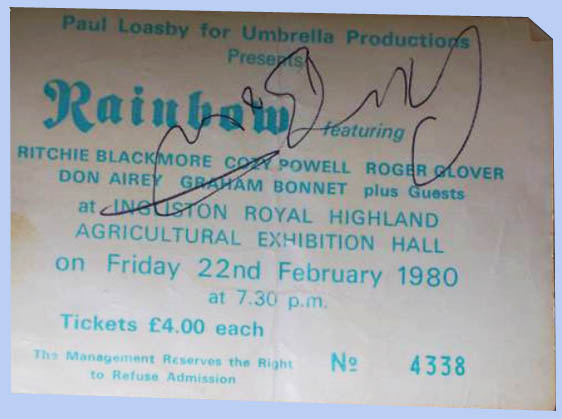 Paul Loasby for Umbrella Productions
Presents
Rainbow featuring
RITCHIE BLACKMORE COZY POWELL ROGER GLOVER
DON AIREY GRAHAM BONNET plus Guests
at INGLISTON ROYAL HIGHLAND
AGRICULTURAL EXHIBITION HALL
on Friday 22nd February 1980
at 7.30 p.m.
Tickets £4.00 each
The Management Reserves the Right
to Refuse Admission
Nº 4338